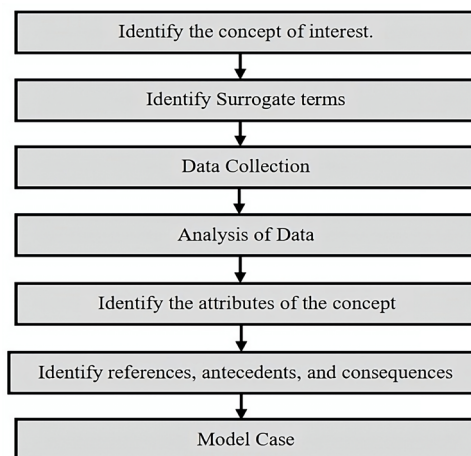 Identify the concept of interest.
Identify Surrogate terms
Data Collection
Analysis of Data
Identify the attributes of the concept
Identify references, antecedents, and consequences
Model Case